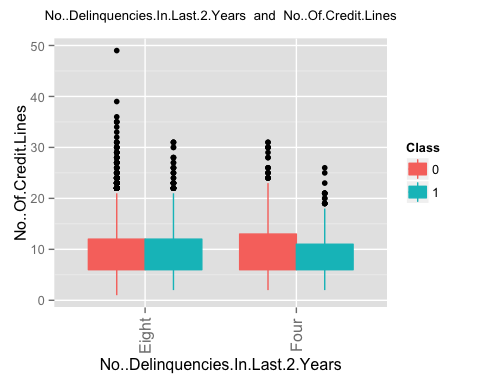 No..Delinquencies.In.Last.2.Years and No..Of.Credit.Lines
No..Of.Credit.Lines
50
40
30
20
10
0
Eight
Four
No..Delinquencies.In.Last.2.Years
Class
0
1